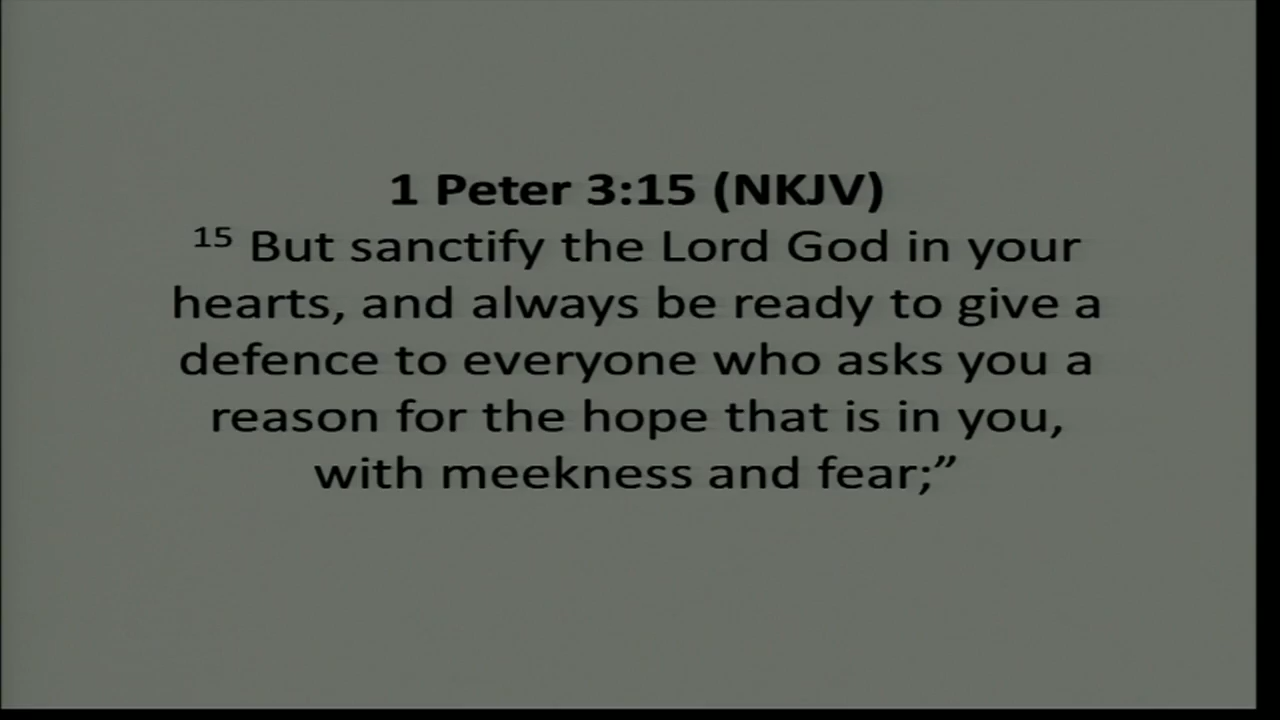 1 Peter 3:15 (NKJV)
15 But sanctify the Lord God in your
hearts, and always be ready to give a
defence to everyone who asks you a
reason for the hope that is in you,
with meekness and fear;”